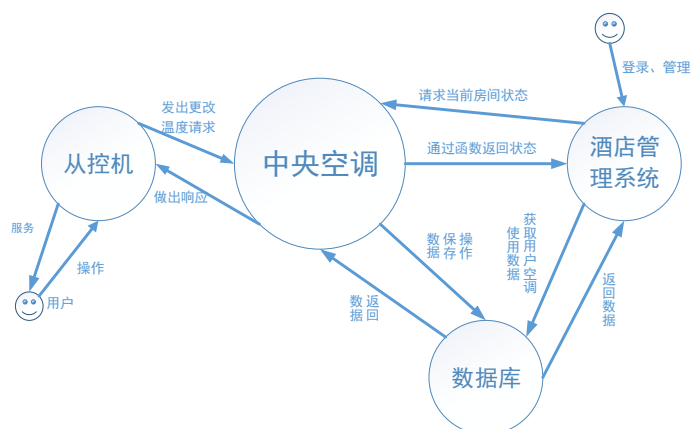 登录、管理
请求当前房间状态
发出更改
温度请求
从控机
中央空调
通过函数返回状态
酒店管
理系统
做出响应
服务
操作
用户
操作
保存
数据
获取用户空调
使用数据
返回
数据
返回数据
数据库